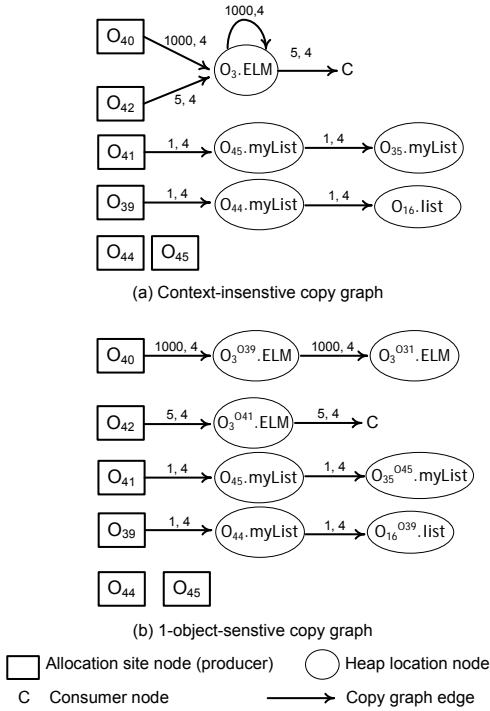 1000,4
O40
1000, 4
5, 4
O3.ELM
C
O42
5, 4
O41
1, 4
O45.myList
1, 4
O35.myList
O39
1, 4
O44.myList
1, 4
O16.list
O44 O45
(a) Context-insenstive copy graph
O40
1000, 4
O3O39.ELM
1000, 4
O3O31.ELM
O42
5, 4
O3O41.ELM
5, 4
C
O41
1, 4
O45.myList
1, 4
O35O45.myList
O39
1, 4
O44.myList
1, 4
O16O39.list
O44 O45
(b) 1-object-senstive copy graph
Allocation site node (producer)
Heap location node
C Consumer node
Copy graph edge